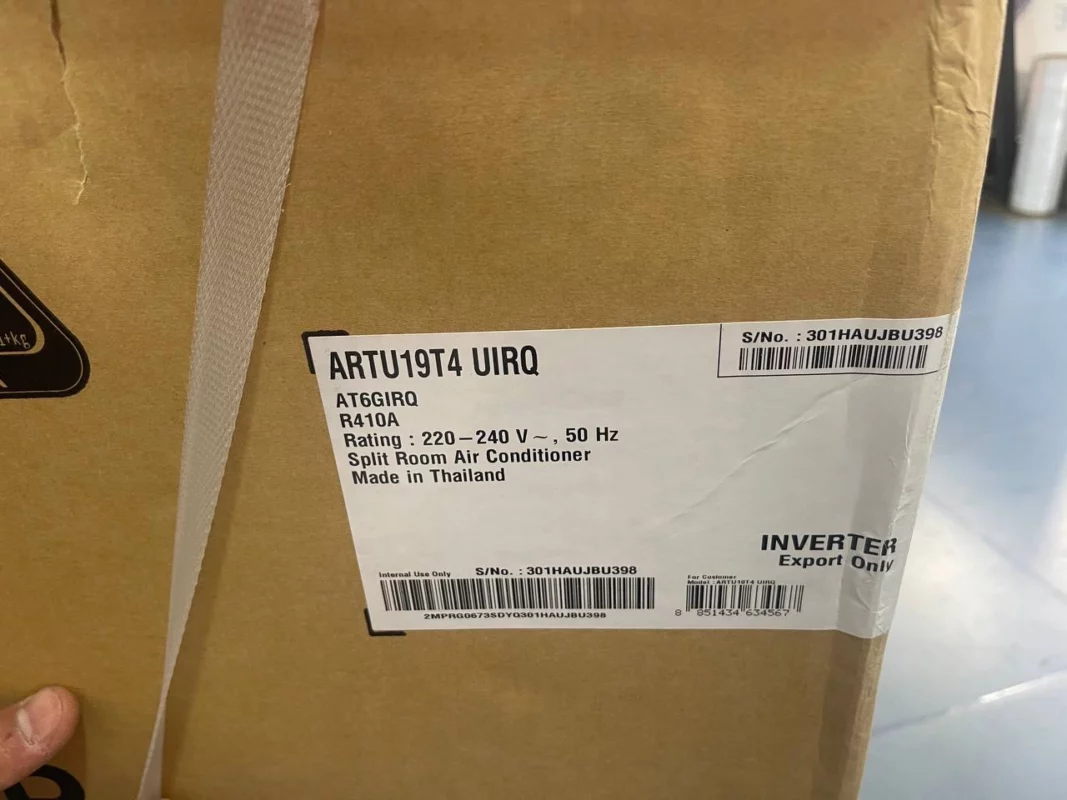 ARTU19T4 UIRQ
S/No. : 301HAUJBU398
AT6GIRQ
R410A
Rating : 220–240 V ~, 50 Hz
Split Room Air Conditioner
Made in Thailand
INVERTER
Export Only
Internal Use Only S/No. : 301HAUJBU398
2MPRG0673SDYQ301HAUJBU398
For Customer
Model : ARTU19T4 UIRQ
8 851434 634567